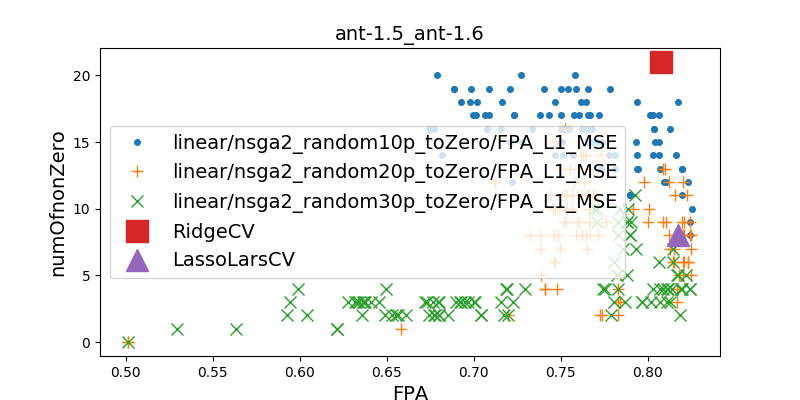 ant-1.5_ant-1.6
numOfnonZero
20
15
10
5
0
linear/nsga2_random10p_toZero/FPA_L1_MSE
linear/nsga2_random20p_toZero/FPA_L1_MSE
linear/nsga2_random30p_toZero/FPA_L1_MSE
RidgeCV
LassoLarsCV
0.50 0.55 0.60 0.65 0.70 0.75 0.80
FPA